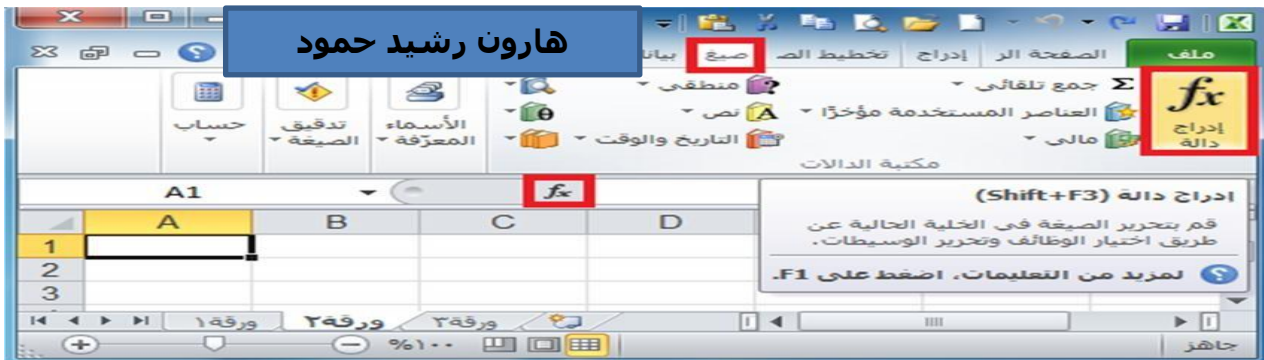 هارون رشيد حمود
ملف
الصفحة الر
إدراج
تخطيط الص
صيغ
بيانا
fx
إدراج
دالة
Σ جمع تلقائي
العناصر المستخدمة مؤخرًا
مالي
منطقي
نص
التاريخ والوقت
مكتبة الدالات
الأسماء
المعرّفة
تدقيق
الصيغة
حساب
A1
fx
إدراج دالة (Shift+F3)
قم بتحرير الصيغة في الخلية الحالية عن
طريق اختيار الوظائف وتحرير الوسيطات.
لمزيد من التعليمات، اضغط على F1.
A B C D
1
2
3
ورقة١ ورقة٢ ورقة٣
جاهز
%١٠٠